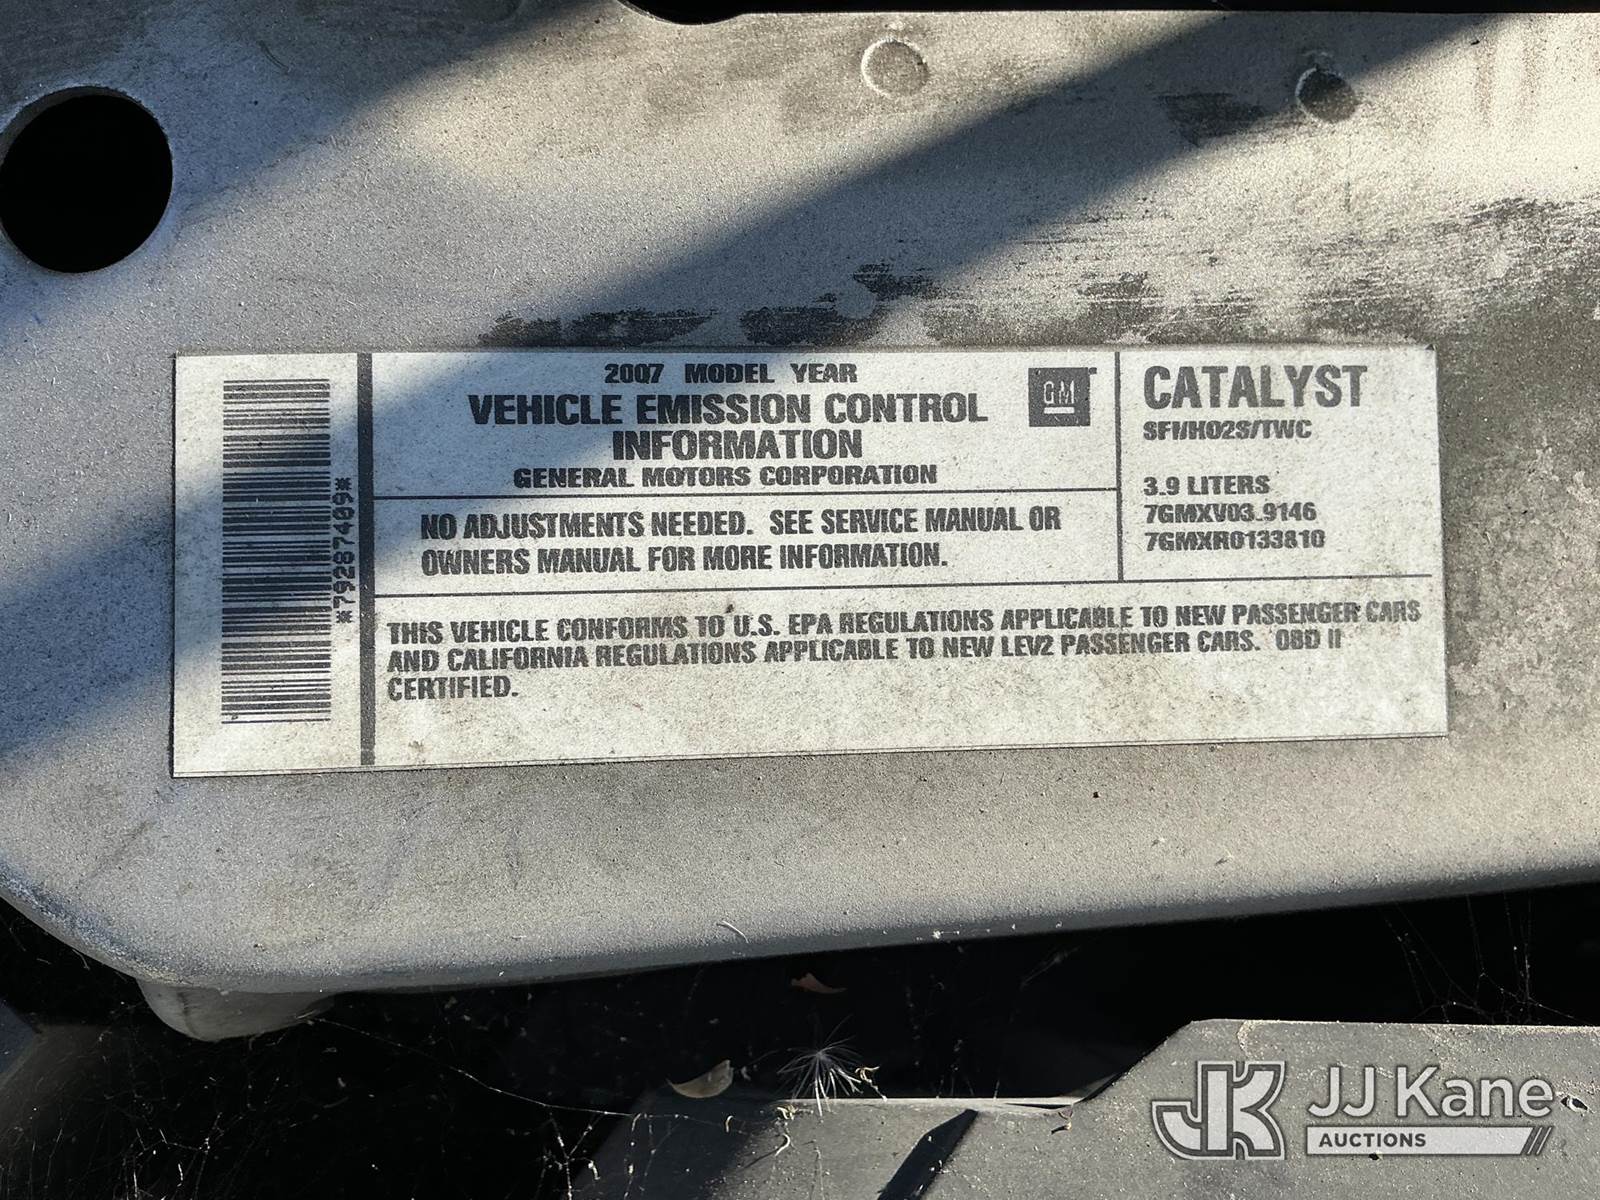 2007 MODEL YEAR
VEHICLE EMISSION CONTROL
INFORMATION
GENERAL MOTORS CORPORATION
GM
NO ADJUSTMENTS NEEDED. SEE SERVICE MANUAL OR
OWNERS MANUAL FOR MORE INFORMATION.
CATALYST
SFI/HO2S/TWC
3.9 LITERS
7GMXV03.9146
7GMXR0133810
THIS VEHICLE CONFORMS TO U.S. EPA REGULATIONS APPLICABLE TO NEW PASSENGER CARS
AND CALIFORNIA REGULATIONS APPLICABLE TO NEW LEV2 PASSENGER CARS. OBD II
CERTIFIED.
*79287409*
JK JJ Kane
AUCTIONS